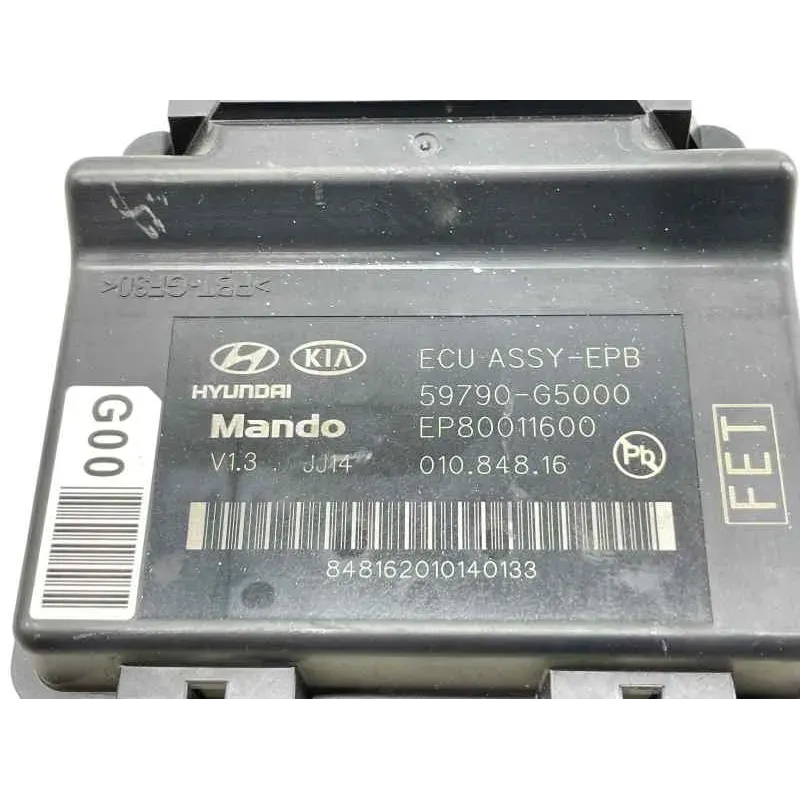 >PBT-GF30<
KIA ECU ASSY-EPB
HYUNDAI 59790-G5000
Mando EP80011600
V1.3 JJ14 010.848.16 Pb
848162010140133
G00
FET